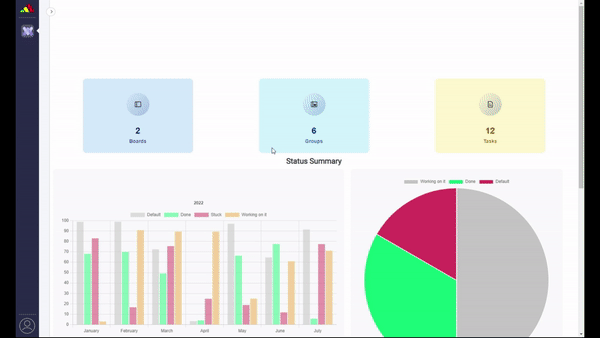 2
Boards
6
Groups
12
Tasks
Status Summary
2022
Default Done Stuck Working on it
100
90
80
70
60
50
40
30
20
10
0
January February March April May June July
Working on it Done Default